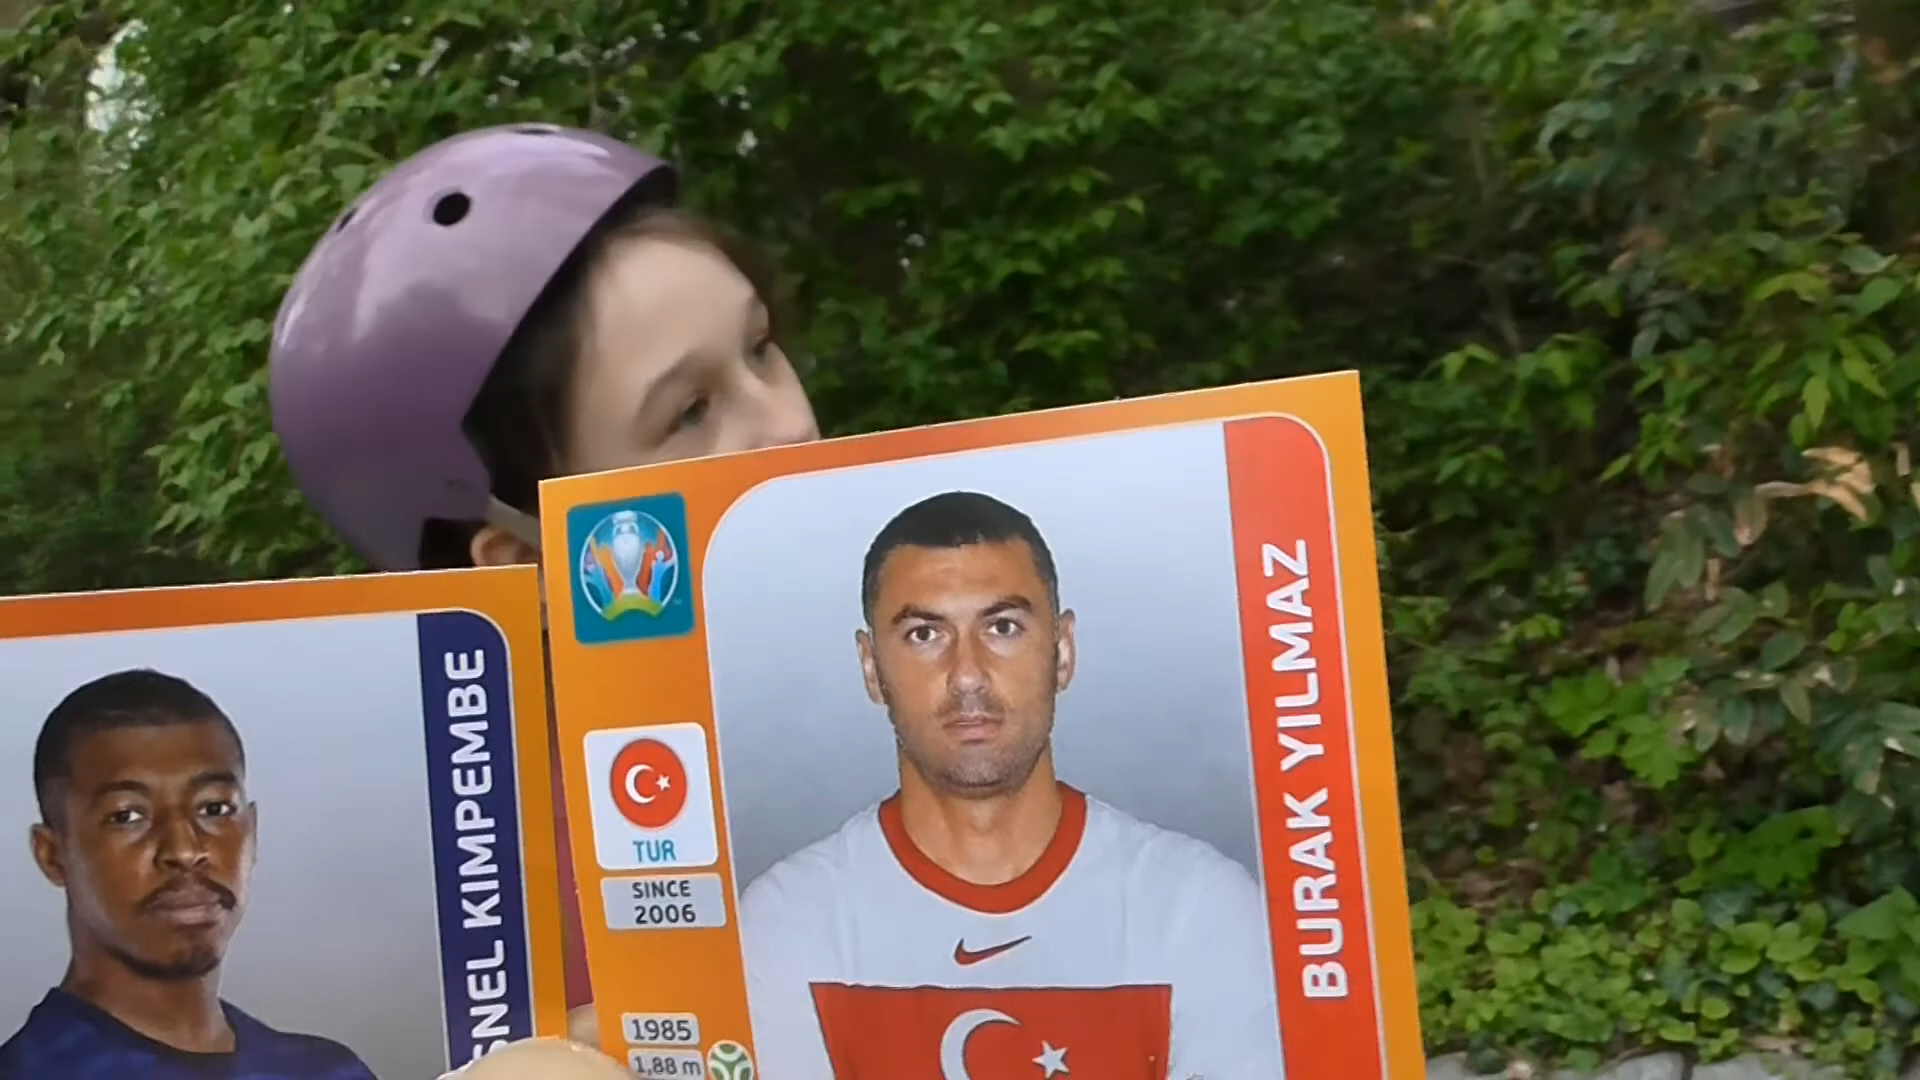 SNEL KIMPEMBE
TUR
SINCE
2006
1985
1,88 m
BURAK YILMAZ